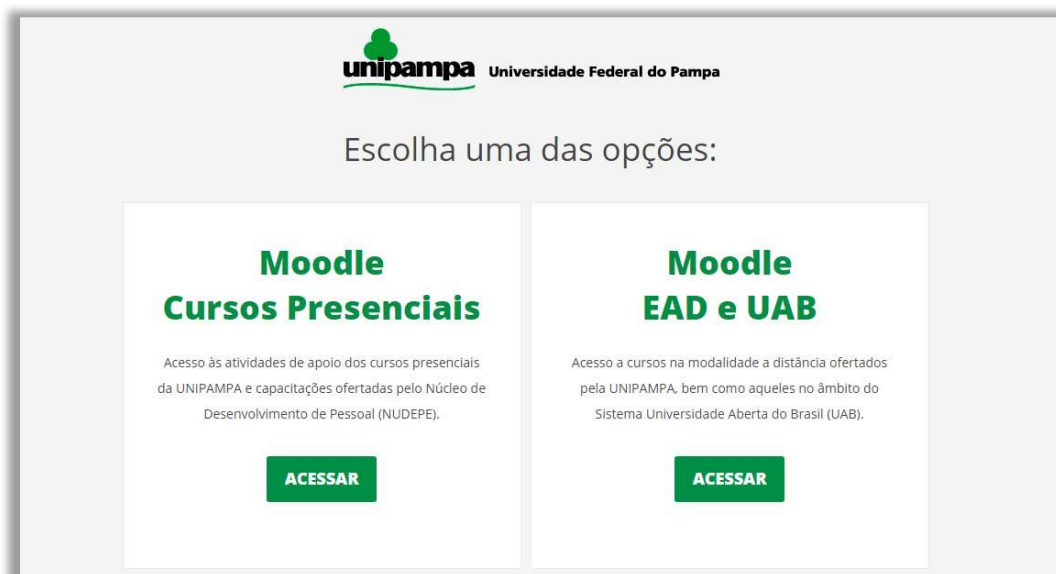 unipampa Universidade Federal do Pampa
Escolha uma das opções:
Moodle
Cursos Presenciais
Acesso às atividades de apoio dos cursos presenciais
da UNIPAMPA e capacitações ofertadas pelo Núcleo de
Desenvolvimento de Pessoal (NUDEPE).
ACESSAR
Moodle
EAD e UAB
Acesso a cursos na modalidade a distância ofertados
pela UNIPAMPA, bem como aqueles no âmbito do
Sistema Universidade Aberta do Brasil (UAB).
ACESSAR